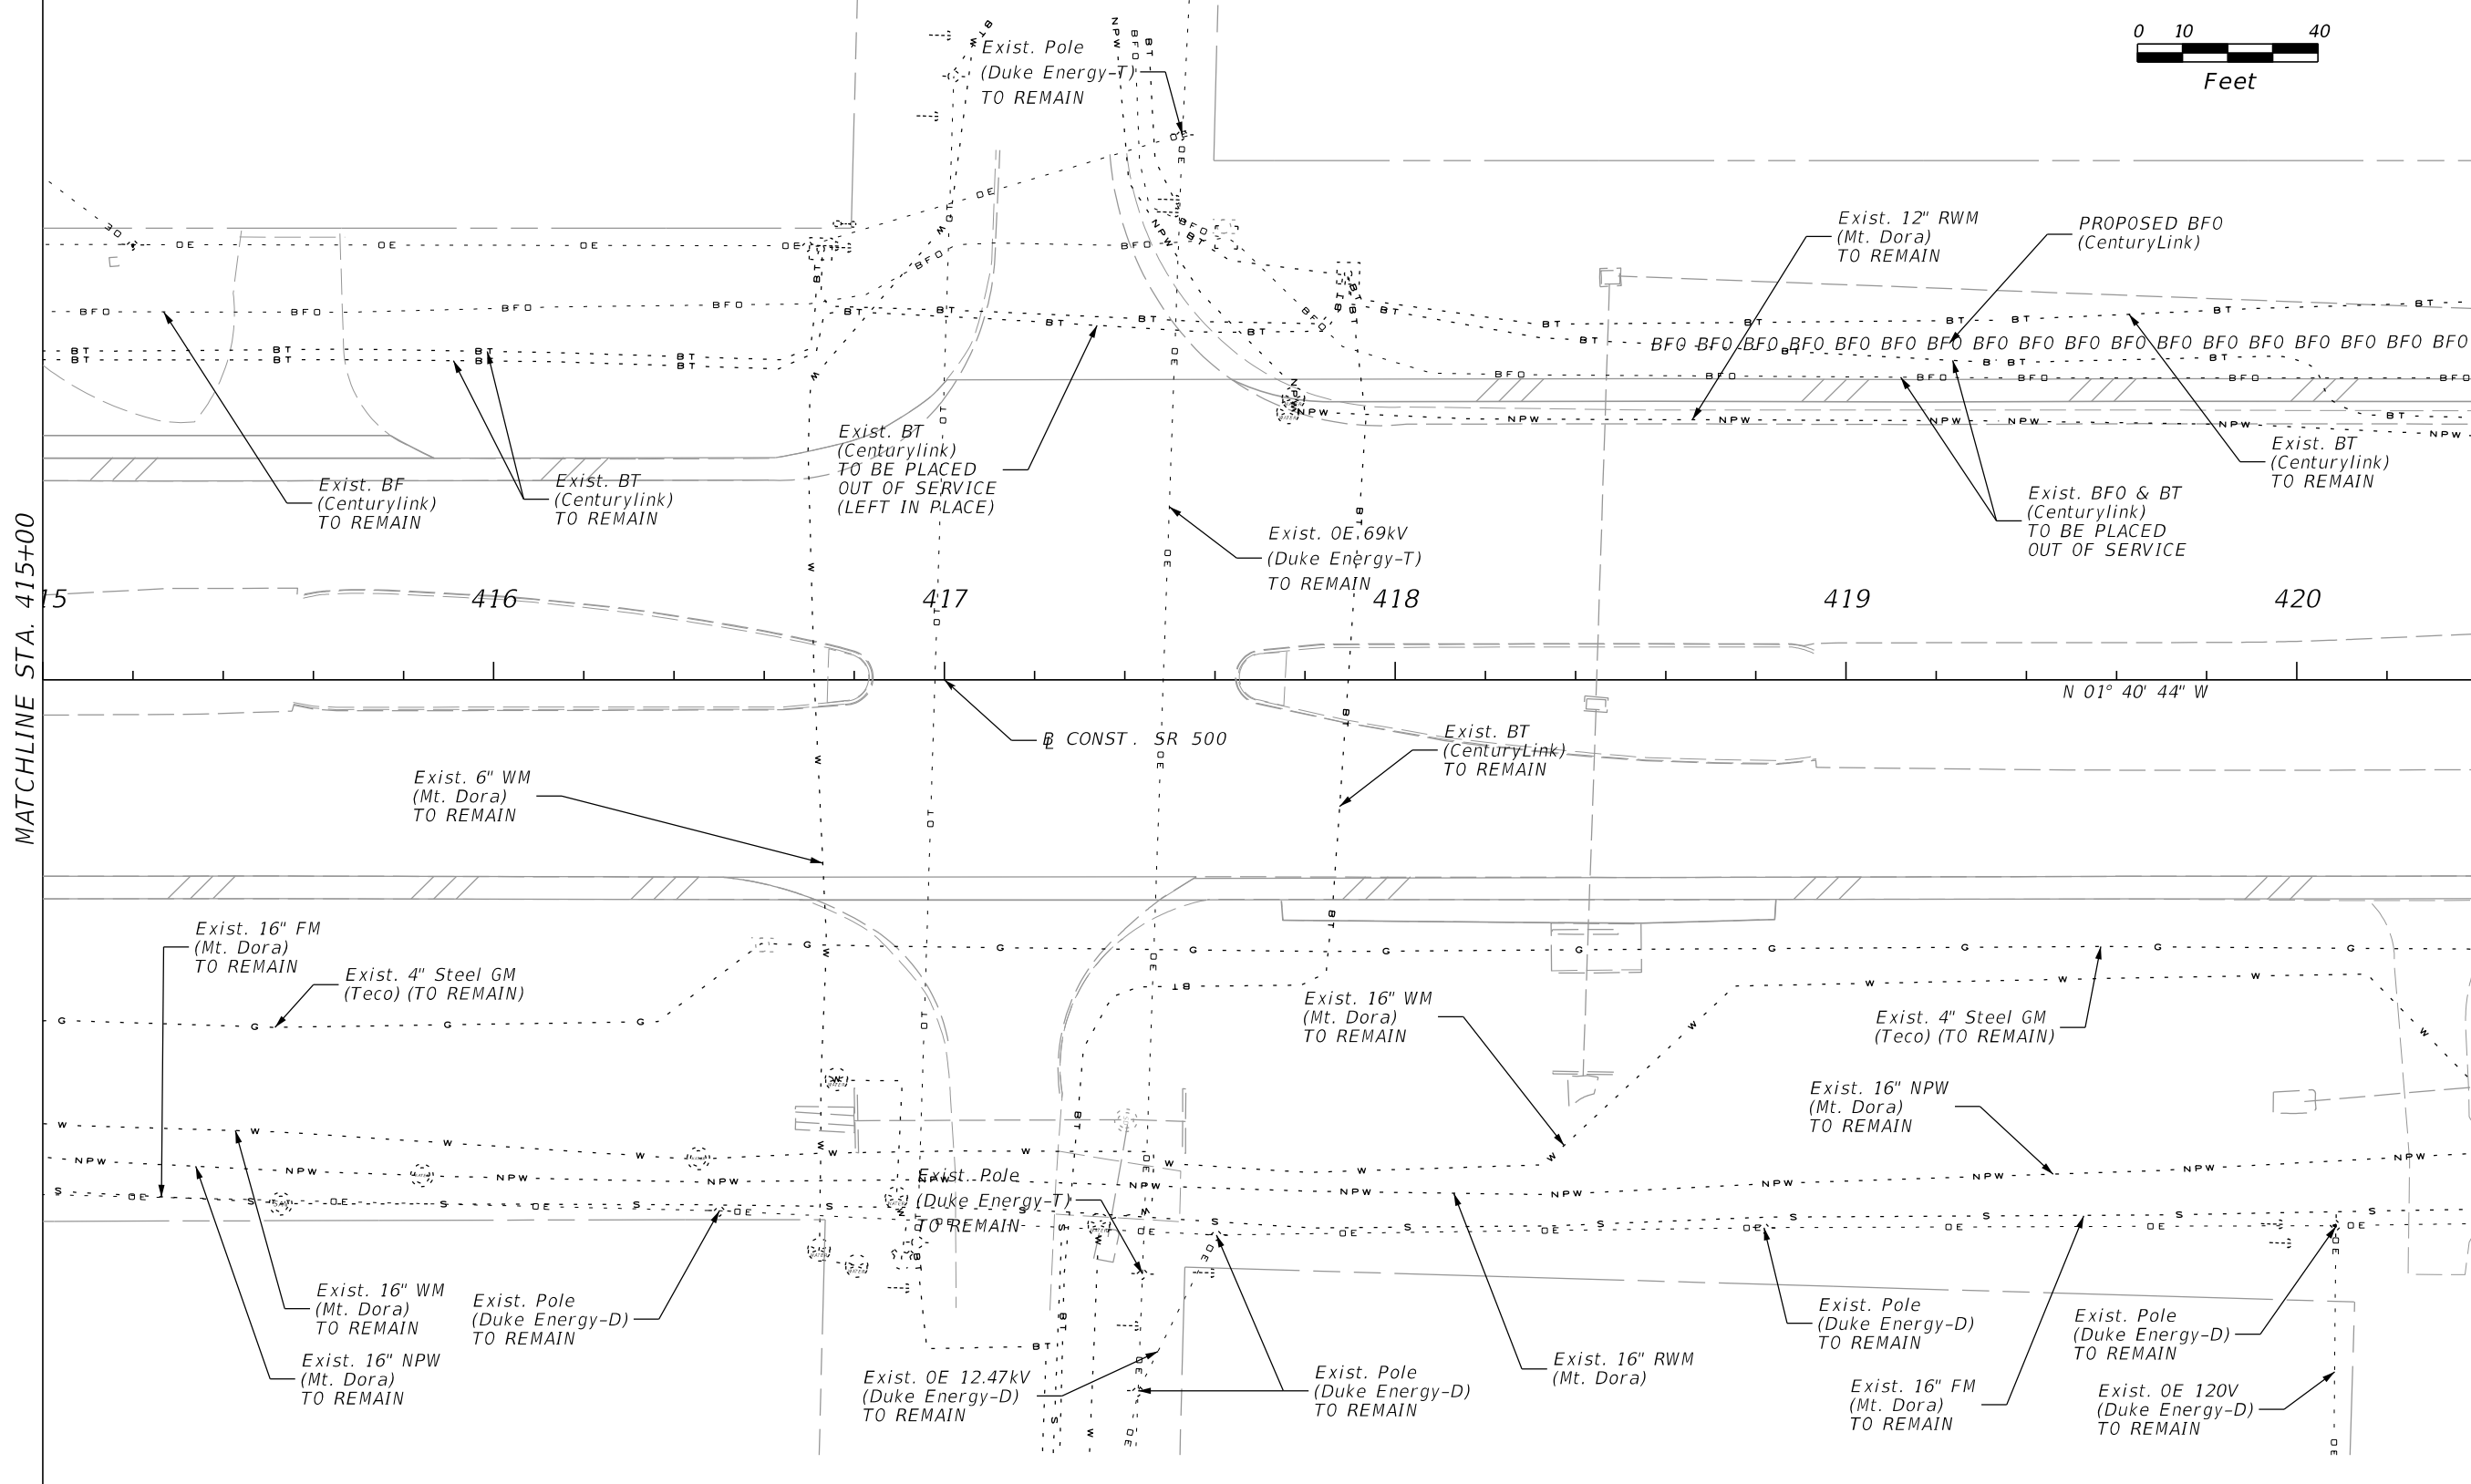 0 10 40
Feet
Exist. Pole
(Duke Energy-T)
TO REMAIN
Exist. 12" RWM
(Mt. Dora)
TO REMAIN
PROPOSED BFO
(CenturyLink)
BFO BFO BFO BFO BFO BFO BFO BFO BFO BFO BFO BFO BFO BFO BFO BFO BFO BFO
Exist. BF
(Centurylink)
TO REMAIN
Exist. BT
(Centurylink)
TO REMAIN
Exist. BT
(Centurylink)
TO BE PLACED
OUT OF SERVICE
(LEFT IN PLACE)
Exist. OE 69kV
(Duke Energy-T)
TO REMAIN
Exist. BFO & BT
(Centurylink)
TO BE PLACED
OUT OF SERVICE
Exist. BT
(Centurylink)
TO REMAIN
MATCHLINE STA. 415+00
15 416 417 418 419 420
N 01° 40' 44" W
BL CONST. SR 500
Exist. BT
(CenturyLink)
TO REMAIN
Exist. 6" WM
(Mt. Dora)
TO REMAIN
Exist. 16" FM
(Mt. Dora)
TO REMAIN
Exist. 4" Steel GM
(Teco) (TO REMAIN)
Exist. 16" WM
(Mt. Dora)
TO REMAIN
Exist. 4" Steel GM
(Teco) (TO REMAIN)
Exist. 16" NPW
(Mt. Dora)
TO REMAIN
Exist. Pole
(Duke Energy-T)
TO REMAIN
Exist. 16" WM
(Mt. Dora)
TO REMAIN
Exist. 16" NPW
(Mt. Dora)
TO REMAIN
Exist. Pole
(Duke Energy-D)
TO REMAIN
Exist. OE 12.47kV
(Duke Energy-D)
TO REMAIN
Exist. Pole
(Duke Energy-D)
TO REMAIN
Exist. 16" RWM
(Mt. Dora)
Exist. Pole
(Duke Energy-D)
TO REMAIN
Exist. 16" FM
(Mt. Dora)
TO REMAIN
Exist. Pole
(Duke Energy-D)
TO REMAIN
Exist. OE 120V
(Duke Energy-D)
TO REMAIN